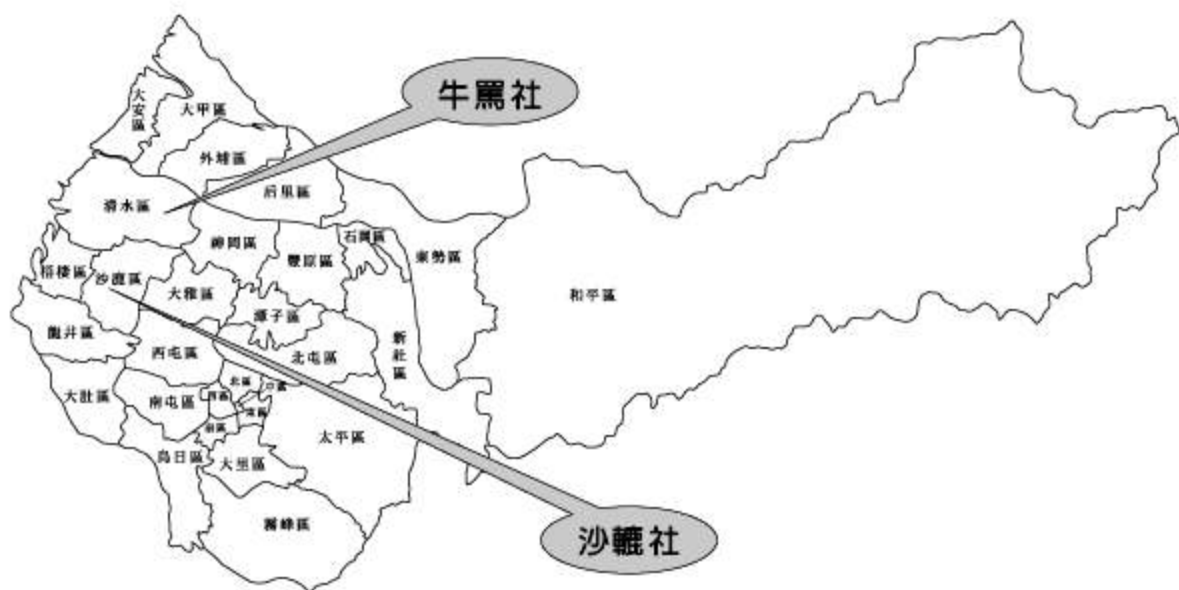 牛罵社
大安區
大甲區
外埔區
后里區
清水區
神岡區
石岡區
豐原區
東勢區
梧棲區
沙鹿區
大雅區
潭子區
和平區
龍井區
西屯區
北屯區
新社區
大肚區
南屯區
北區
中區
西區
東區
南區
太平區
烏日區
大里區
霧峰區
沙轆社